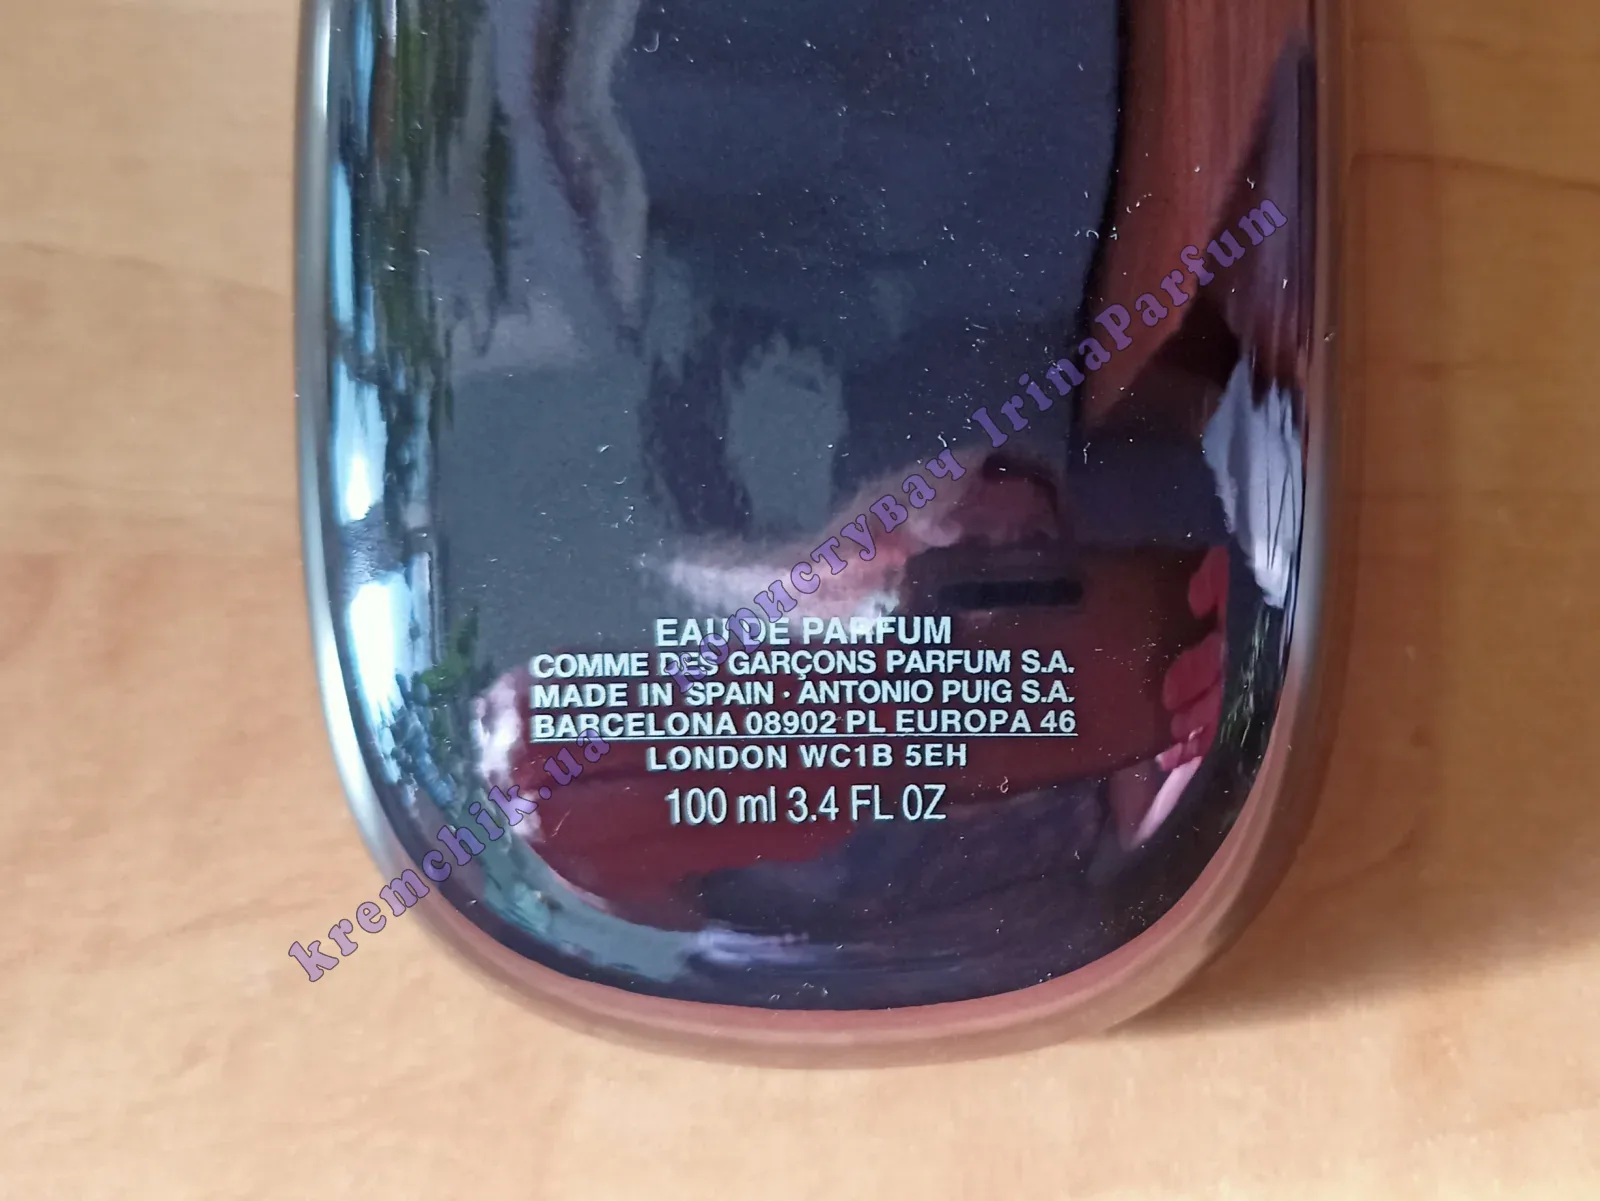 EAU DE PARFUM
COMME DES GARÇONS PARFUM S.A.
MADE IN SPAIN · ANTONIO PUIG S.A.
BARCELONA 08902 PL EUROPA 46
LONDON WC1B 5EH
100 ml 3.4 FL OZ
kremchik.ua користувач IrinaParfum